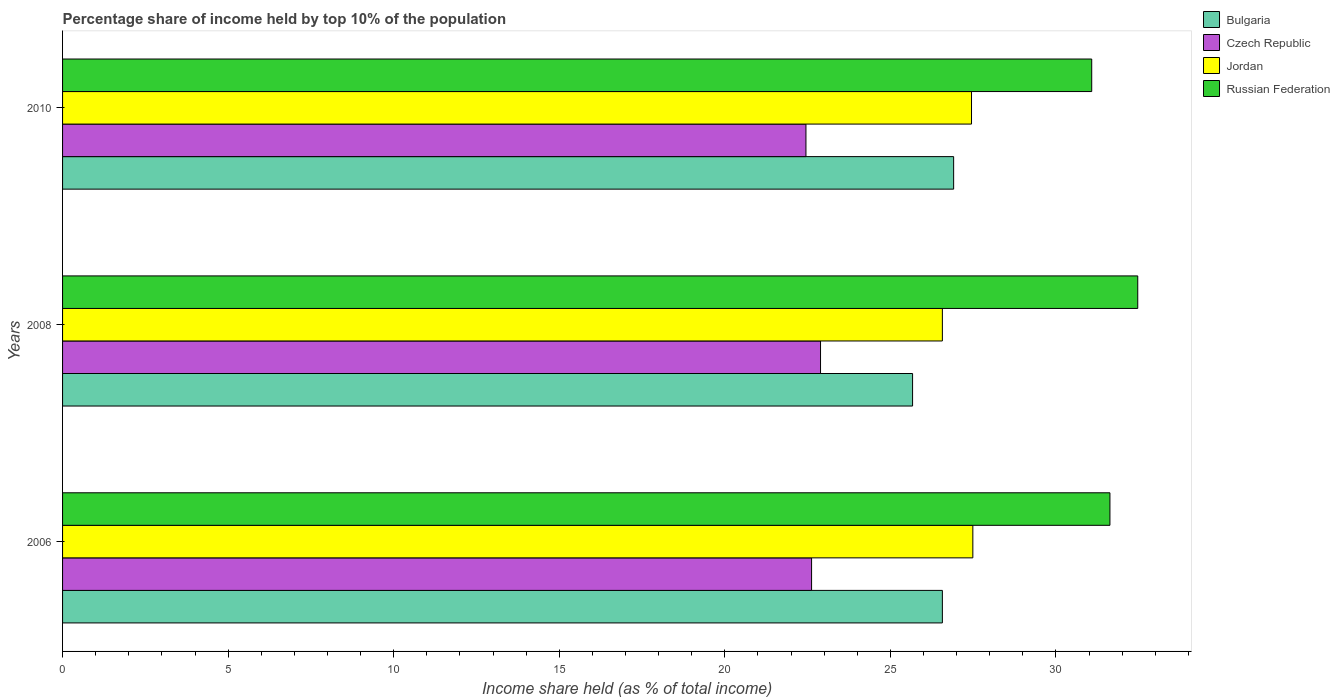 Percentage share of income held by top 10% of the population
Bulgaria
Czech Republic
Jordan
Russian Federation
2010
2008
2006
Years
0
5
10
15
20
25
30
Income share held (as % of total income)